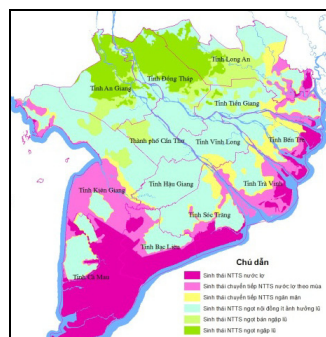 Tỉnh Long An
Tỉnh Đồng Tháp
Tỉnh An Giang
Tỉnh Tiền Giang
Thành phố Cần Thơ
Tỉnh Vĩnh Long
Tỉnh Bến Tre
Tỉnh Kiên Giang
Tỉnh Hậu Giang
Tỉnh Trà Vinh
Tỉnh Sóc Trăng
Tỉnh Bạc Liêu
Tỉnh Cà Mau
Chú dẫn
Sinh thái NTTS nước lợ
Sinh thái chuyển tiếp NTTS nước lợ theo mùa
Sinh thái chuyển tiếp NTTS ngăn mặn
Sinh thái NTTS ngọt nội đồng ít ảnh hưởng lũ
Sinh thái NTTS ngọt bán ngập lũ
Sinh thái NTTS ngọt ngập lũ